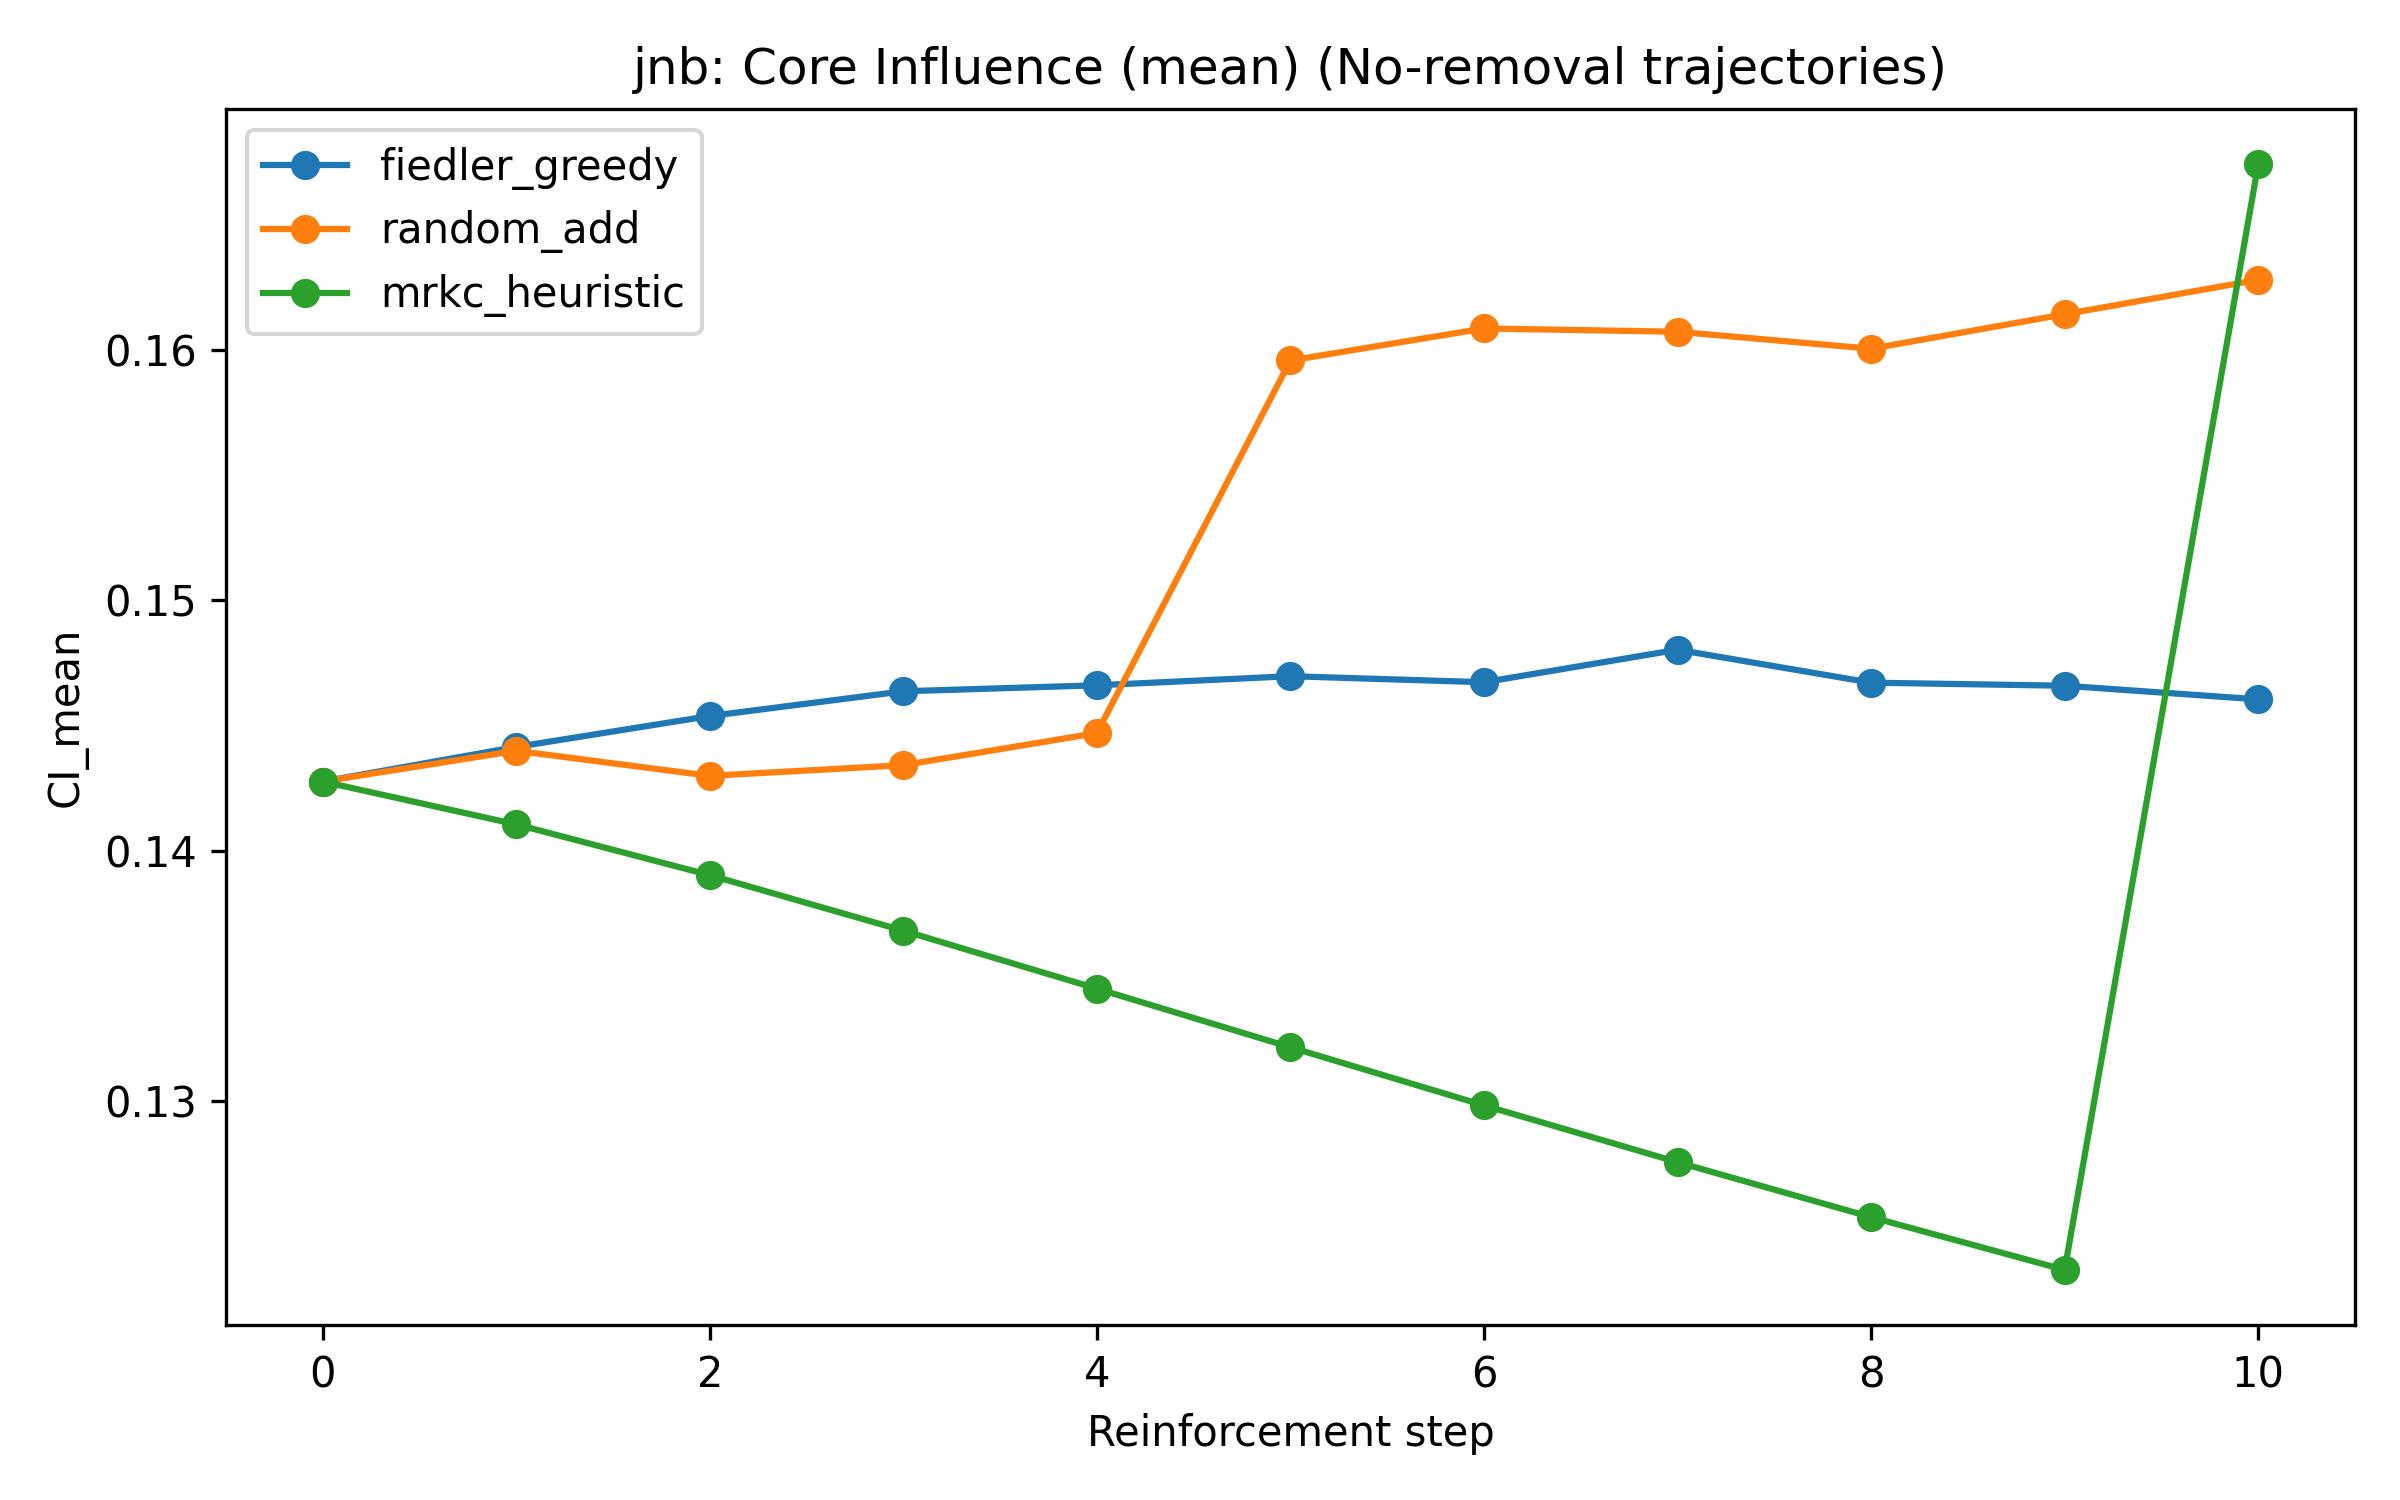 jnb: Core Influence (mean) (No-removal trajectories)
fiedler_greedy
random_add
mrkc_heuristic
0.16
0.15
0.14
0.13
CI_mean
0 2 4 6 8 10
Reinforcement step